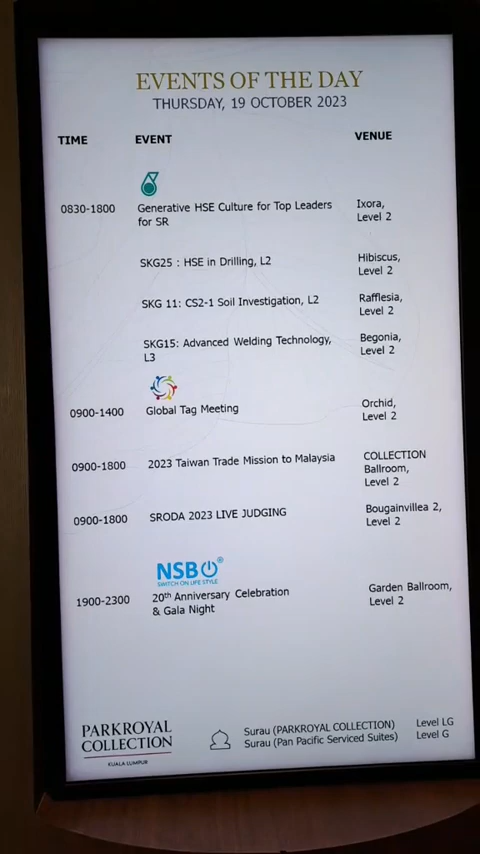 EVENTS OF THE DAY
THURSDAY, 19 OCTOBER 2023
TIME EVENT VENUE
0830-1800 Generative HSE Culture for Top Leaders Ixora,
for SR Level 2
SKG25 : HSE in Drilling, L2 Hibiscus,
Level 2
SKG 11: CS2-1 Soil Investigation, L2 Rafflesia,
Level 2
SKG15: Advanced Welding Technology, Begonia,
L3 Level 2
0900-1400 Global Tag Meeting Orchid,
Level 2
0900-1800 2023 Taiwan Trade Mission to Malaysia COLLECTION
Ballroom,
Level 2
0900-1800 SRODA 2023 LIVE JUDGING Bougainvillea 2,
Level 2
NSB®
SWITCH ON LIFE STYLE
1900-2300 20th Anniversary Celebration Garden Ballroom,
& Gala Night Level 2
PARKROYAL
COLLECTION
KUALA LUMPUR
Surau (PARKROYAL COLLECTION) Level LG
Surau (Pan Pacific Serviced Suites) Level G